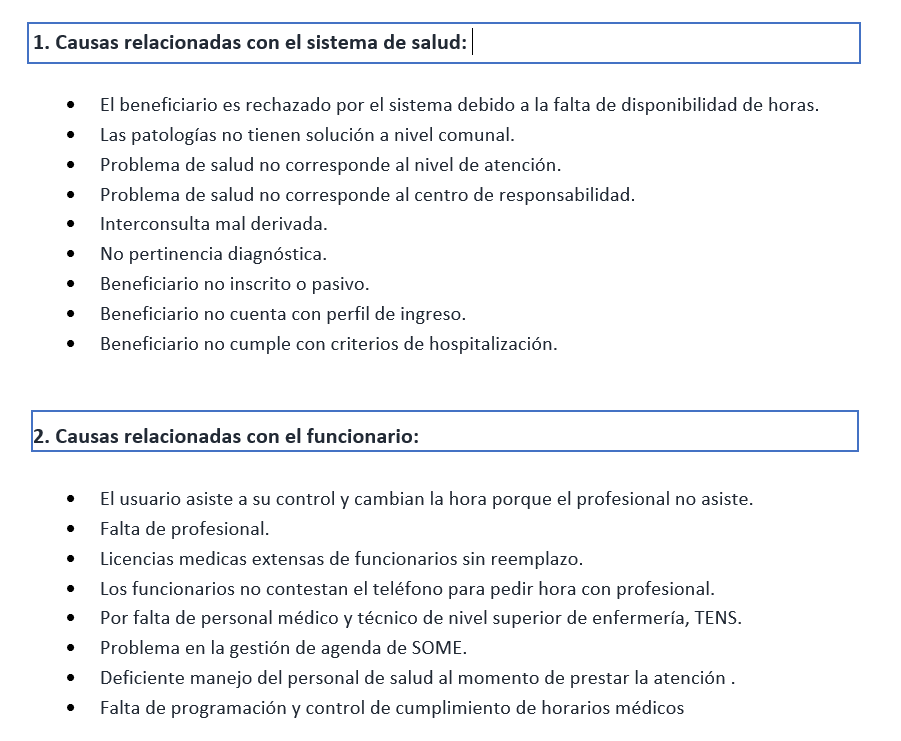 1. Causas relacionadas con el sistema de salud:
• El beneficiario es rechazado por el sistema debido a la falta de disponibilidad de horas.
• Las patologías no tienen solución a nivel comunal.
• Problema de salud no corresponde al nivel de atención.
• Problema de salud no corresponde al centro de responsabilidad.
• Interconsulta mal derivada.
• No pertinencia diagnóstica.
• Beneficiario no inscrito o pasivo.
• Beneficiario no cuenta con perfil de ingreso.
• Beneficiario no cumple con criterios de hospitalización.
2. Causas relacionadas con el funcionario:
• El usuario asiste a su control y cambian la hora porque el profesional no asiste.
• Falta de profesional.
• Licencias medicas extensas de funcionarios sin reemplazo.
• Los funcionarios no contestan el teléfono para pedir hora con profesional.
• Por falta de personal médico y técnico de nivel superior de enfermería, TENS.
• Problema en la gestión de agenda de SOME.
• Deficiente manejo del personal de salud al momento de prestar la atención .
• Falta de programación y control de cumplimiento de horarios médicos